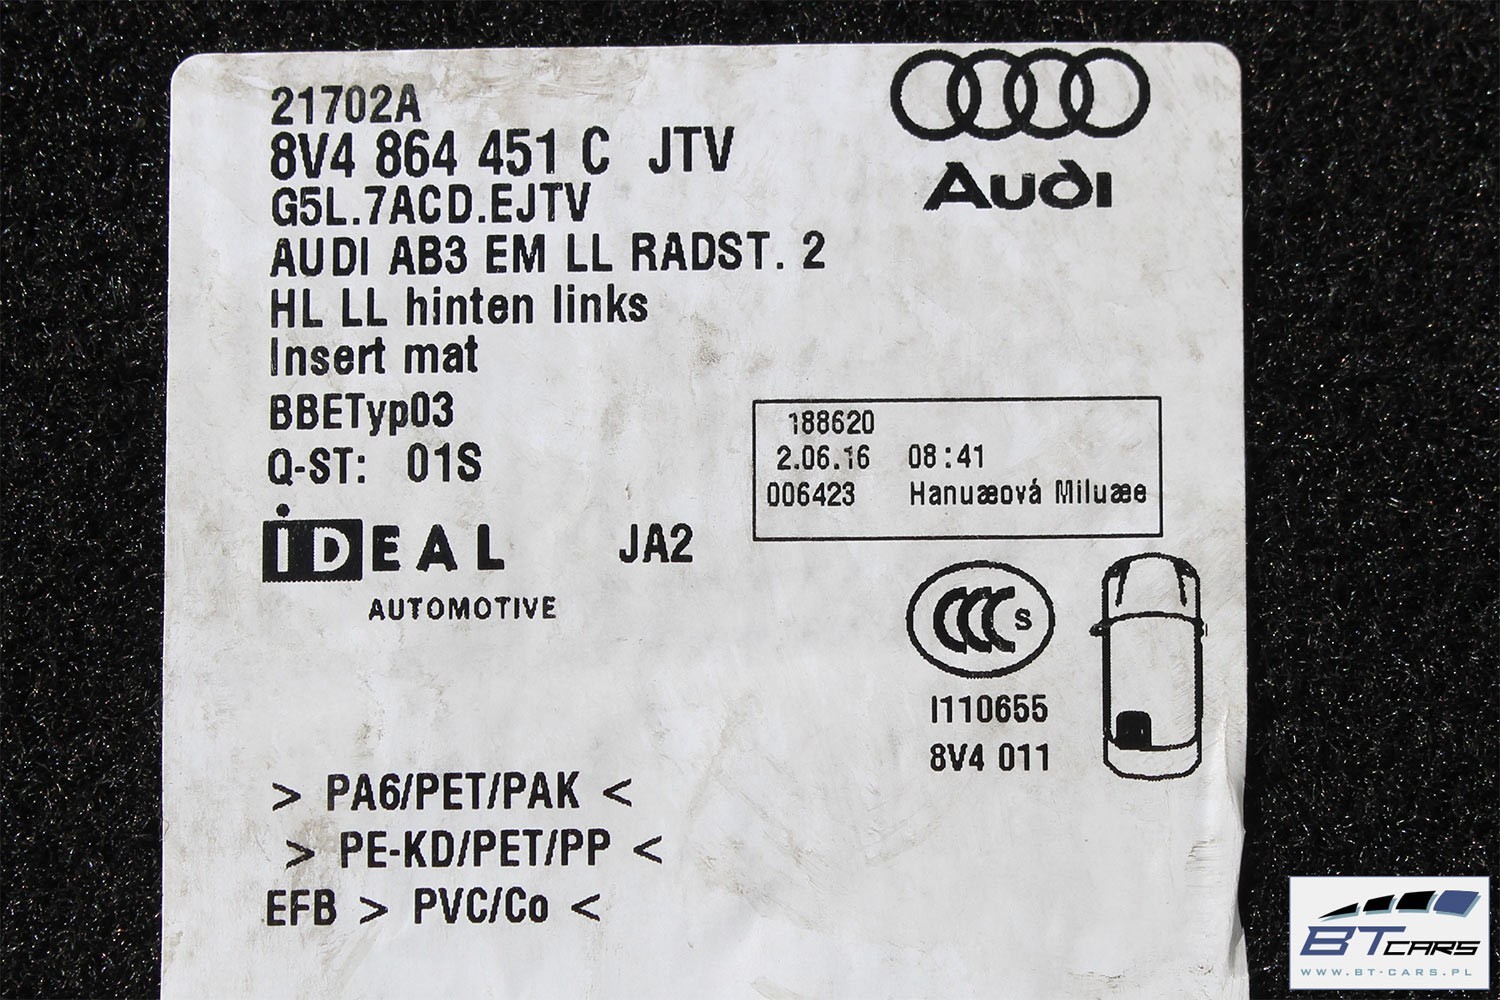 21702A
8V4 864 451 C JTV
G5L.7ACD.EJTV
AUDI AB3 EM LL RADST. 2
HL LL hinten links
Insert mat
BBETyp03
Q-ST: 01S
iDEAL
AUTOMOTIVE
JA2
Audi
188620
2.06.16 08:41
006423 Hanuæová Miluæe
CCC S
I110655
8V4 011
> PA6/PET/PAK <
> PE-KD/PET/PP <
EFB > PVC/Co <
BT CARS
WWW.BT-CARS.PL